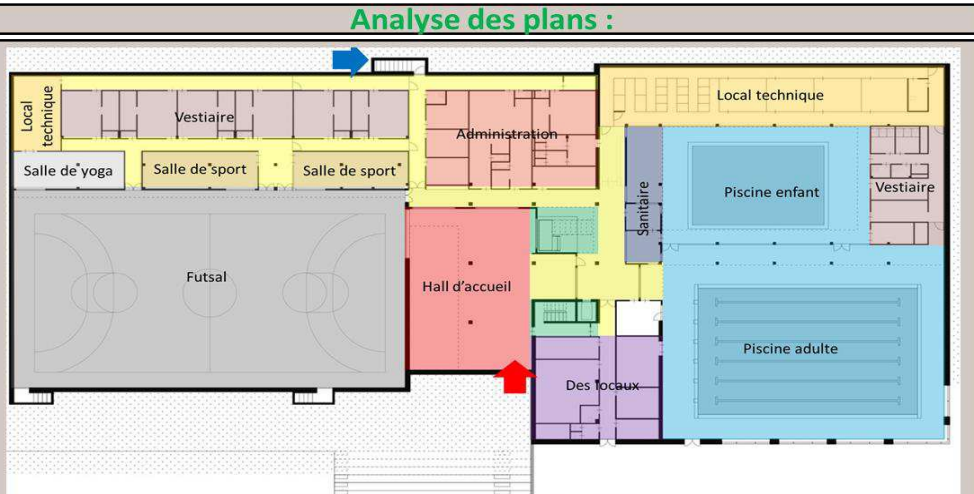 Analyse des plans :
Local
technique
Vestiaire
Administration
Local technique
Salle de yoga
Salle de sport
Salle de sport
Sanitaire
Piscine enfant
Vestiaire
Futsal
Hall d’accueil
Piscine adulte
Des locaux